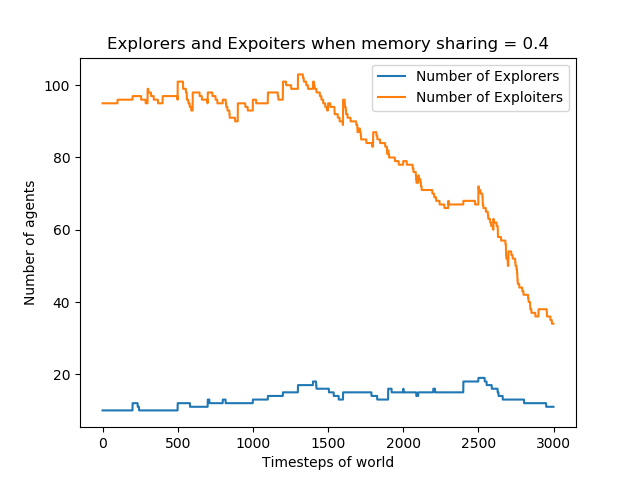 Explorers and Expoiters when memory sharing = 0.4
Number of Explorers
Number of Exploiters
Number of agents
100
80
60
40
20
0 500 1000 1500 2000 2500 3000
Timesteps of world